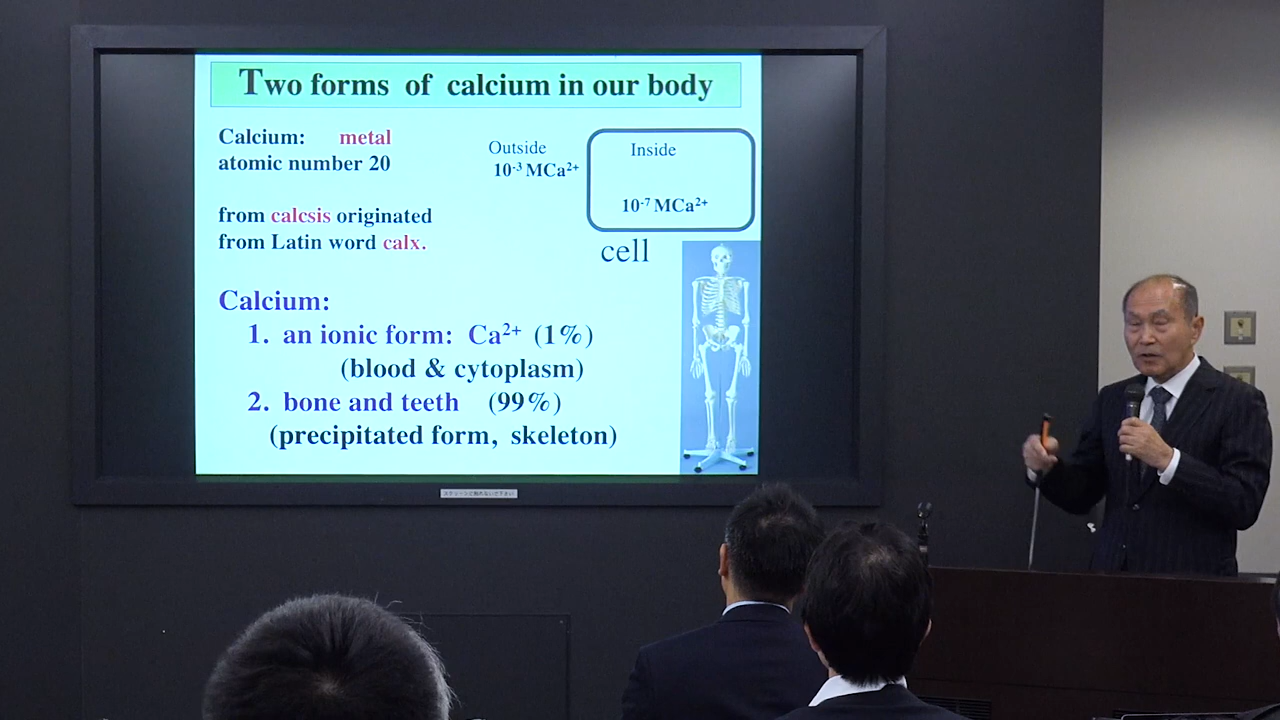 Two forms of calcium in our body
Calcium: metal
atomic number 20
Outside
10⁻³ MCa²⁺
Inside
10⁻⁷ MCa²⁺
cell
from calcsis originated
from Latin word calx.
Calcium:
1. an ionic form: Ca²⁺ (1%)
(blood & cytoplasm)
2. bone and teeth (99%)
(precipitated form, skeleton)